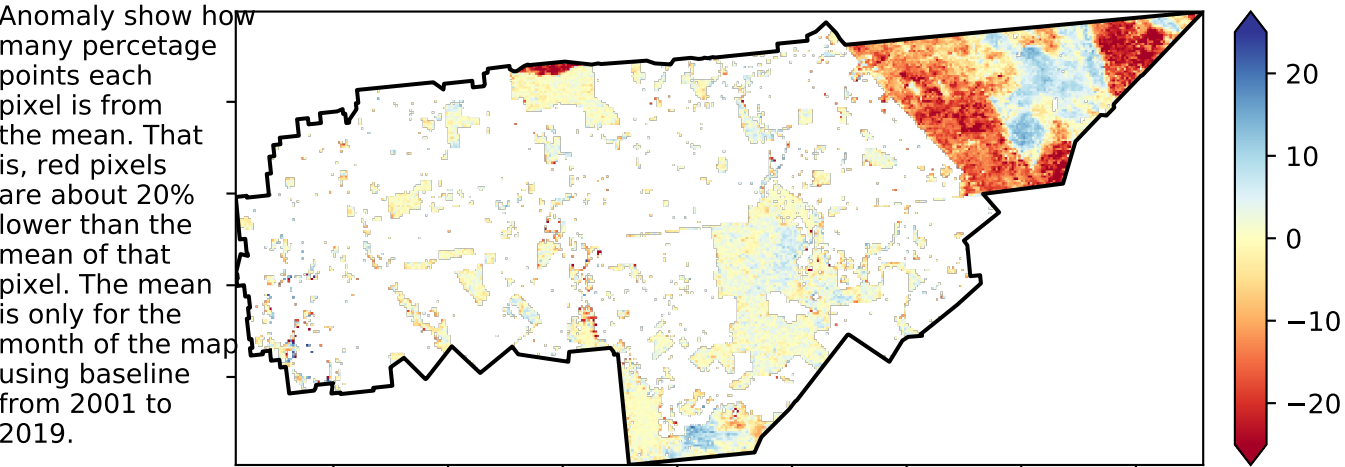 Anomaly show how
many percetage
points each
pixel is from
the mean. That
is, red pixels
are about 20%
lower than the
mean of that
pixel. The mean
is only for the
month of the map
using baseline
from 2001 to
2019.
20
10
0
−10
−20